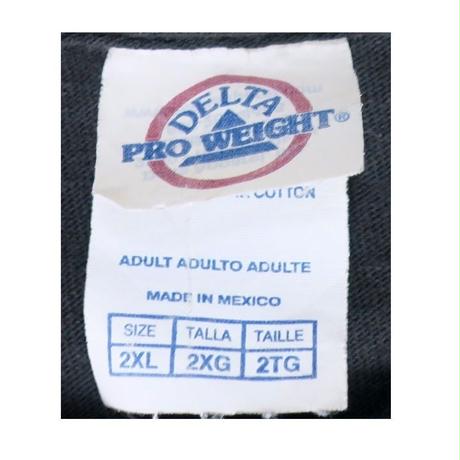 DELTA
PRO WEIGHT®
COTTON
ADULT ADULTO ADULTE
MADE IN MEXICO
SIZE TALLA TAILLE
2XL 2XG 2TG